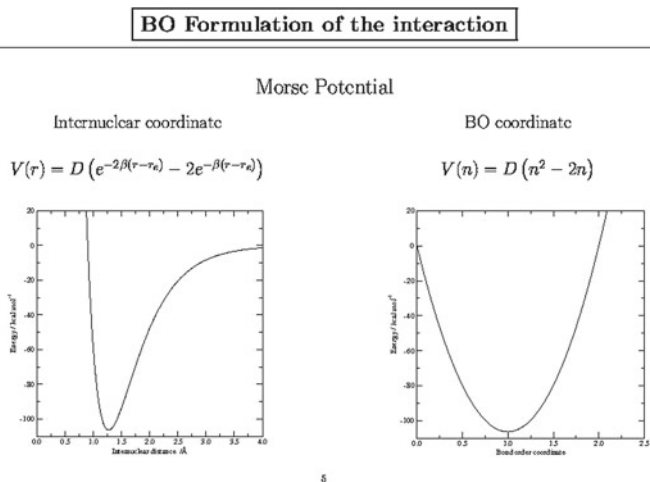 BO Formulation of the interaction
Morse Potential
Internuclear coordinate
BO coordinate
V(r) = D (e^{-2β(r-r_e)} - 2e^{-β(r-r_e)})
V(n) = D (n² - 2n)
Energy / kcal mol⁻¹
20
0
-20
-40
-60
-80
-100
0.0 0.5 1.0 1.5 2.0 2.5 3.0 3.5 4.0
Internuclear distance /Å
Energy / kcal mol⁻¹
20
0
-20
-40
-60
-80
-100
0.0 0.5 1.0 1.5 2.0 2.5
Bond order coordinate
5